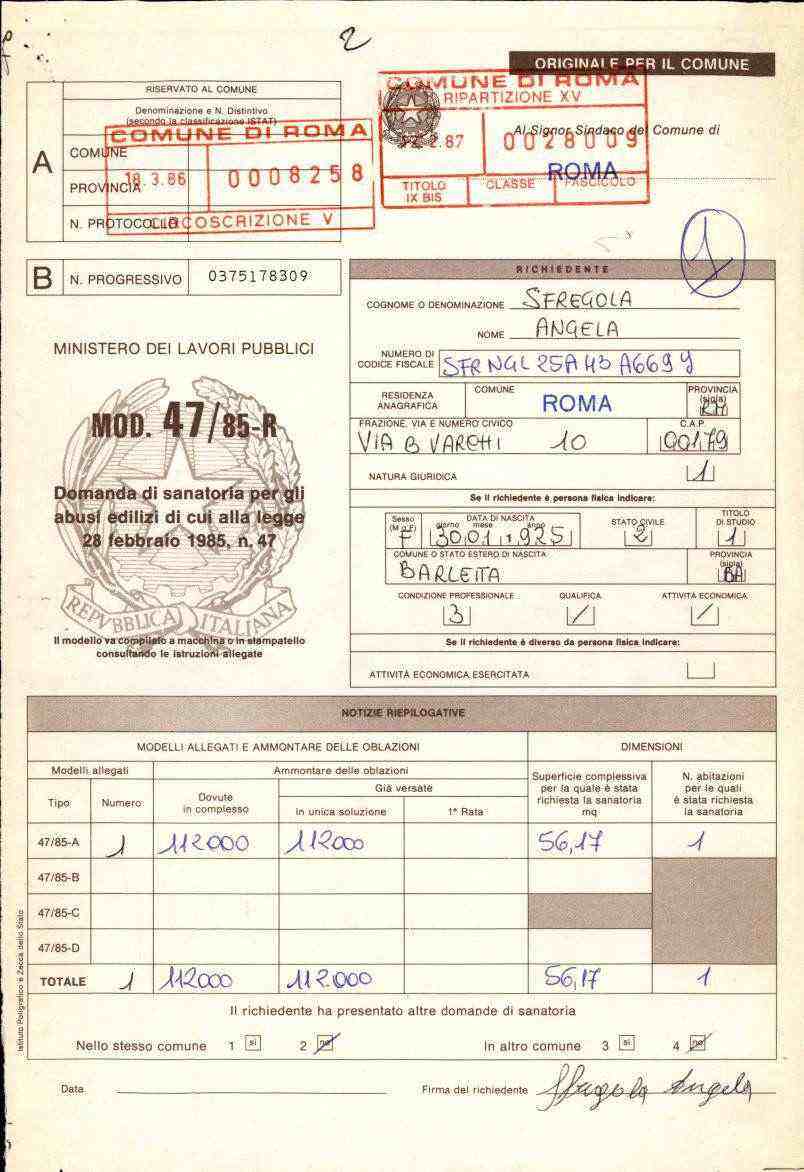 2
ORIGINALE PER IL COMUNE
RISERVATO AL COMUNE
Denominazione e N. Distintivo
(secondo la classificazione ISTAT)
A
COMUNE
PROVINCIA
N. PROTOCOLLO
COMUNE DI ROMA
18.3.86 0008258
CIRCOSCRIZIONE V
COMUNE DI ROMA
RIPARTIZIONE XV
2.87 0028009
TITOLO IX BIS CLASSE FASCICOLO
Al Signor Sindaco del Comune di
ROMA
1
B N. PROGRESSIVO 0375178309
MINISTERO DEI LAVORI PUBBLICI
MOD. 47/85-R
Domanda di sanatoria per gli
abusi edilizi di cui alla legge
28 febbraio 1985, n. 47
REPVBBLICA ITALIANA
Il modello va compilato a macchina o in stampatello
consultando le istruzioni allegate
RICHIEDENTE
COGNOME O DENOMINAZIONE SFREGOLA
NOME ANGELA
NUMERO DI CODICE FISCALE SFRNGL25A43A669Y
RESIDENZA ANAGRAFICA COMUNE ROMA PROVINCIA (sigla) RM
FRAZIONE, VIA E NUMERO CIVICO C.A.P.
VIA B VARCHI 10 00179
NATURA GIURIDICA 1
Se il richiedente è persona fisica indicare:
Sesso (M o F) DATA DI NASCITA STATO CIVILE TITOLO DI STUDIO
giorno mese anno
F 30.01.1925 2 1
COMUNE O STATO ESTERO DI NASCITA PROVINCIA (sigla)
BARLETTA BA
CONDIZIONE PROFESSIONALE QUALIFICA ATTIVITÀ ECONOMICA
3 / /
Se il richiedente è diverso da persona fisica indicare:
ATTIVITÀ ECONOMICA ESERCITATA
NOTIZIE RIEPILOGATIVE
MODELLI ALLEGATI E AMMONTARE DELLE OBLAZIONI DIMENSIONI
Modelli allegati Ammontare delle oblazioni
Tipo Numero Dovute in complesso Già versate
in unica soluzione 1ª Rata
Superficie complessiva per la quale è stata richiesta la sanatoria mq
N. abitazioni per le quali è stata richiesta la sanatoria
47/85-A 1 112000 112000 56,17 1
47/85-B
47/85-C
47/85-D
TOTALE 1 112000 112.000 56,17 1
Il richiedente ha presentato altre domande di sanatoria
Nello stesso comune 1 si 2 no In altro comune 3 si 4 no
Data Firma del richiedente Sfregola Angela
Istituto Poligrafico e Zecca dello Stato